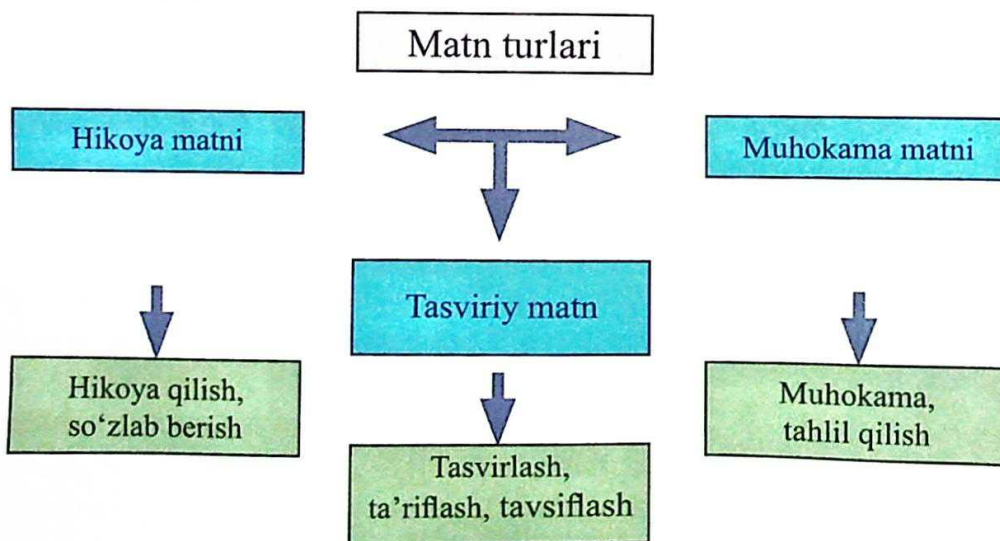 Matn turlari
Hikoya matni
Muhokama matni
Tasviriy matn
Hikoya qilish,
so‘zlab berish
Muhokama,
tahlil qilish
Tasvirlash,
ta’riflash, tavsiflash